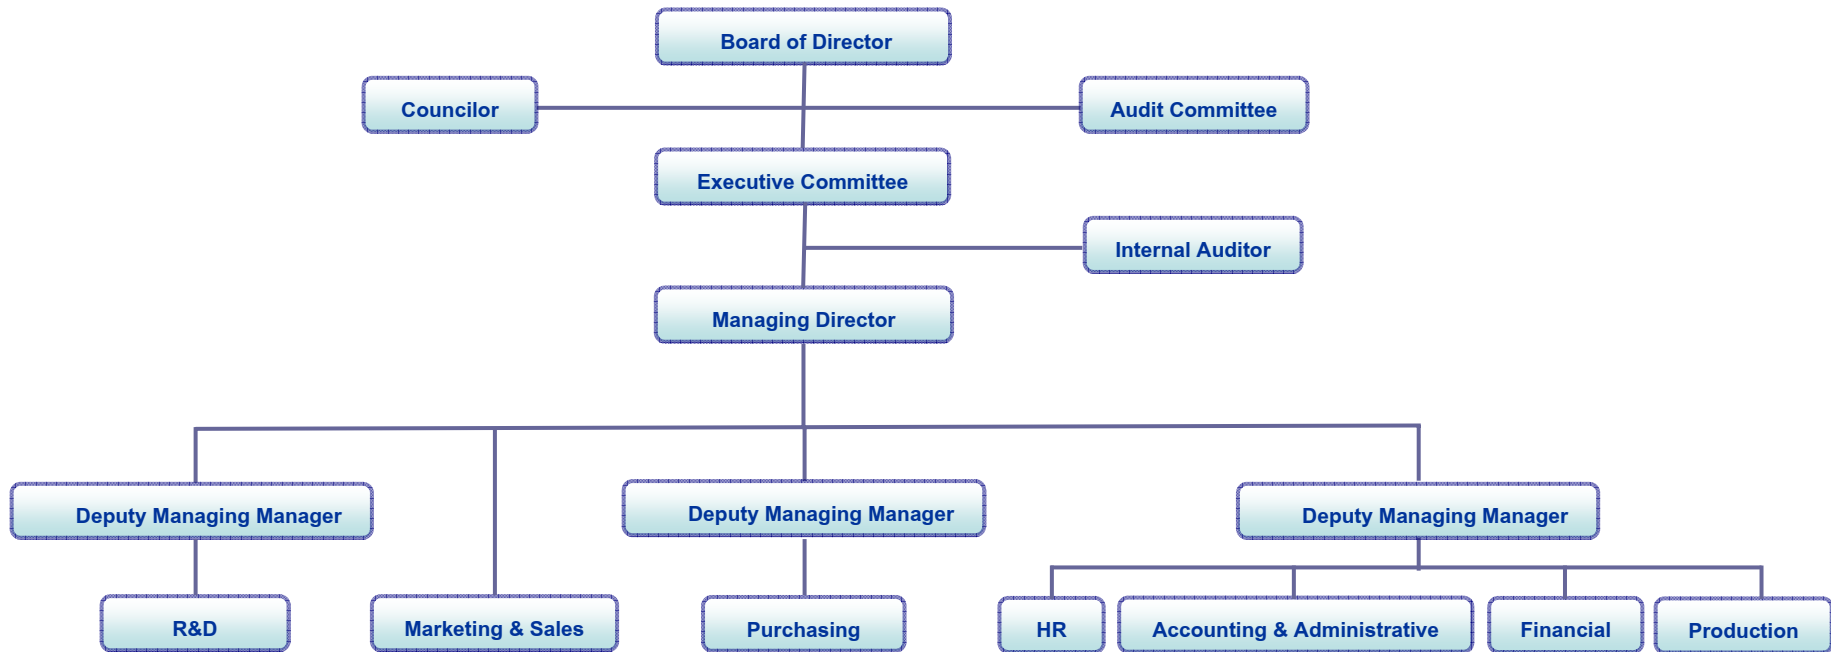 Board of Director
Councilor
Audit Committee
Executive Committee
Internal Auditor
Managing Director
Deputy Managing Manager
Deputy Managing Manager
Deputy Managing Manager
R&D
Marketing & Sales
Purchasing
HR
Accounting & Administrative
Financial
Production